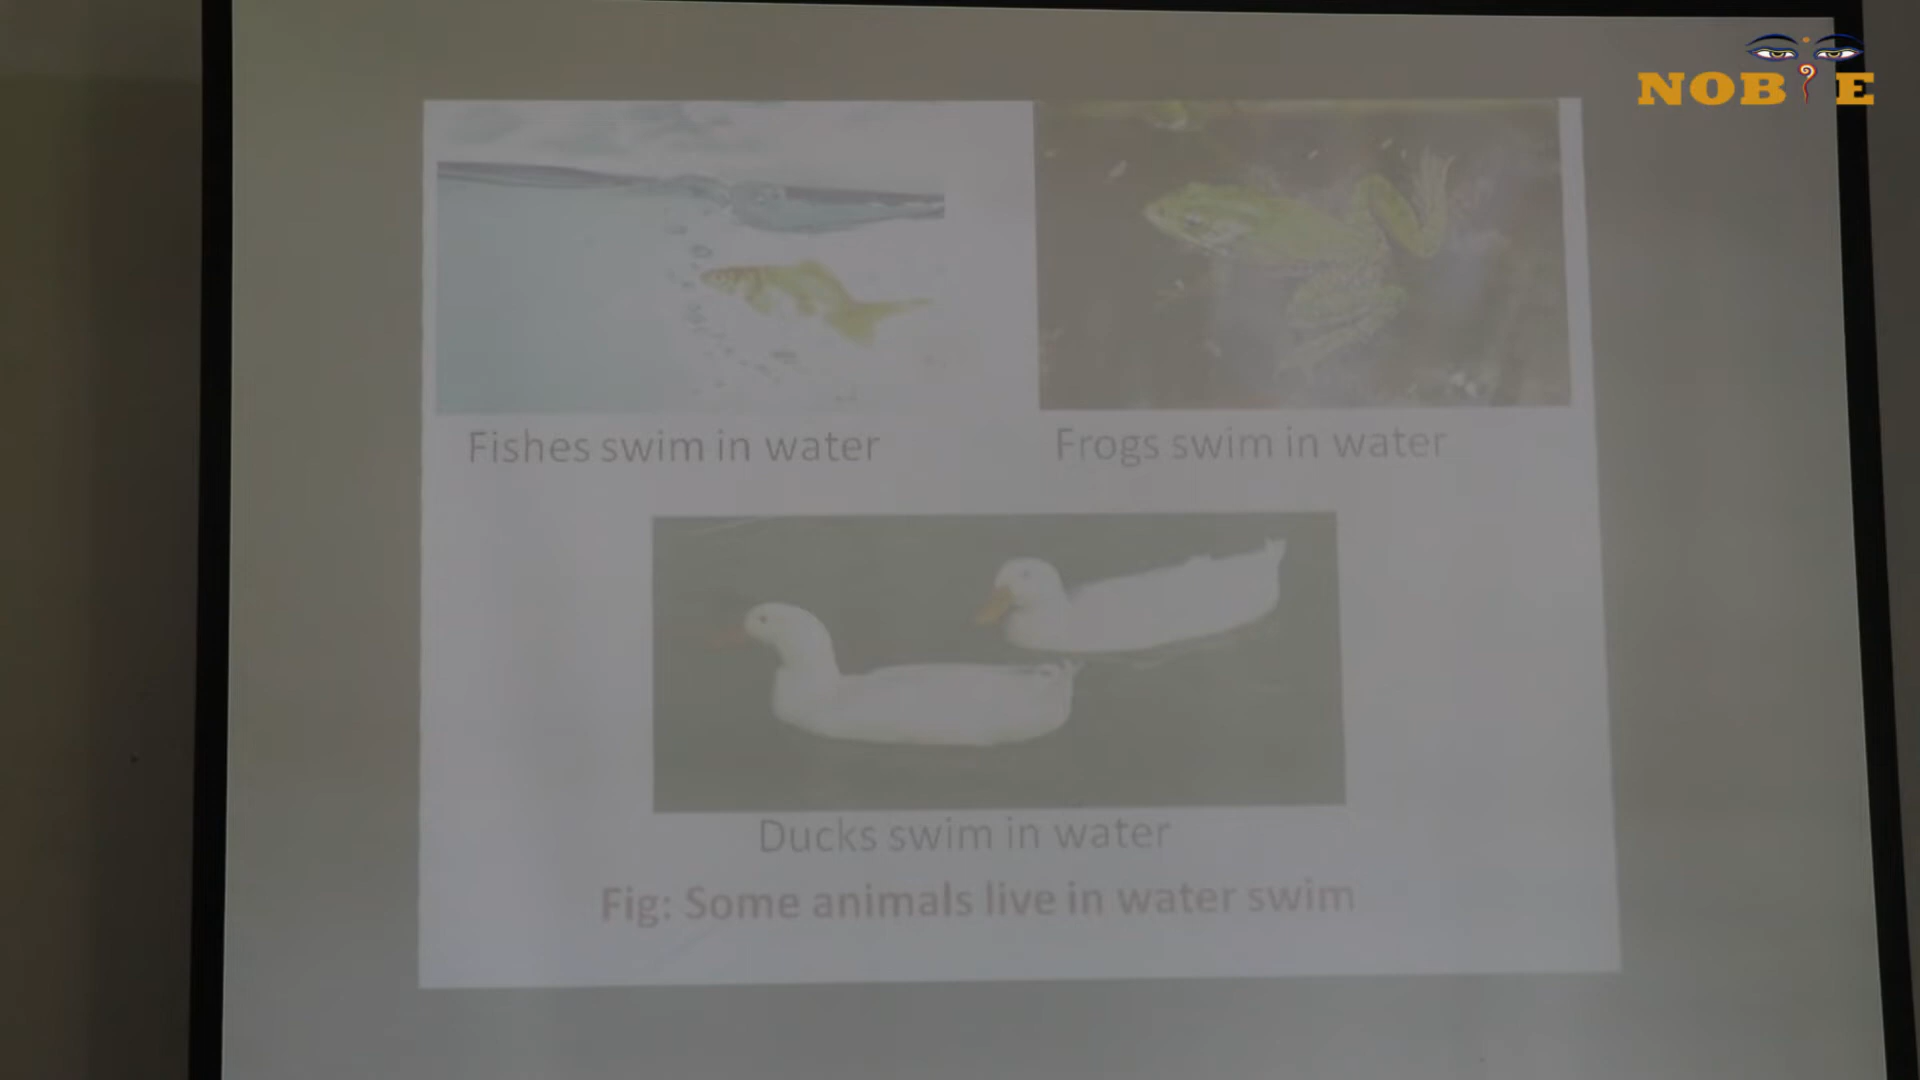 NOBLE
Fishes swim in water
Frogs swim in water
Ducks swim in water
Fig: Some animals live in water swim